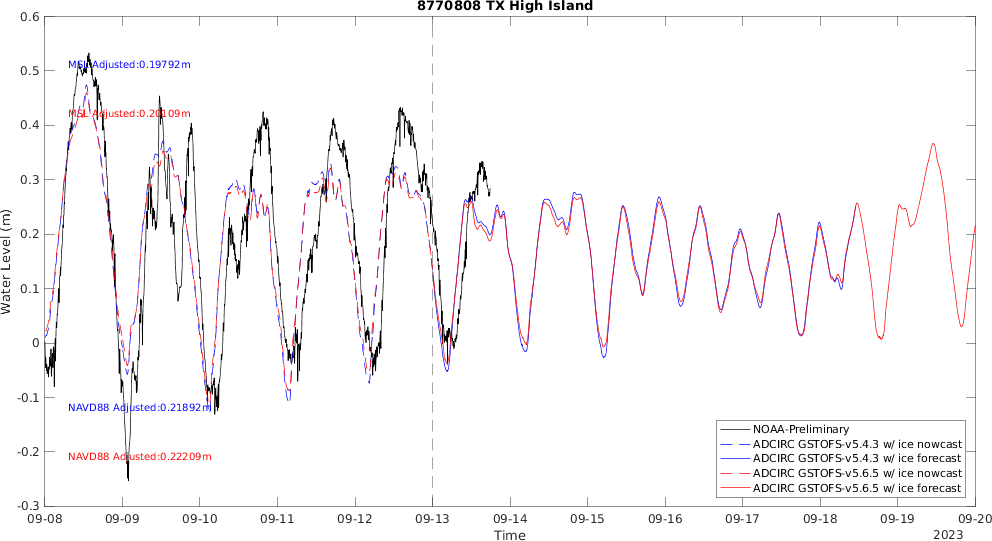 8770808 TX High Island
0.6
0.5
0.4
0.3
0.2
0.1
0
-0.1
-0.2
-0.3
Water Level (m)
MSL Adjusted:0.19792m
MSL Adjusted:0.20109m
NAVD88 Adjusted:0.21892m
NAVD88 Adjusted:0.22209m
NOAA-Preliminary
ADCIRC GSTOFS-v5.4.3 w/ ice nowcast
ADCIRC GSTOFS-v5.4.3 w/ ice forecast
ADCIRC GSTOFS-v5.6.5 w/ ice nowcast
ADCIRC GSTOFS-v5.6.5 w/ ice forecast
09-08 09-09 09-10 09-11 09-12 09-13 09-14 09-15 09-16 09-17 09-18 09-19 09-20
Time
2023